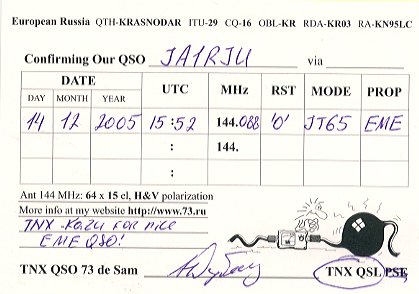 European Russia QTH-KRASNODAR ITU-29 CQ-16 OBL-KR RDA-KR03 RA-KN95LC
Confirming Our QSO JA1RJU via
DATE UTC MHz RST MODE PROP
DAY MONTH YEAR
14 12 2005 15:52 144.088 'O' JT65 EME
: 144.
:
Ant 144 MHz: 64 x 15 el, H&V polarization
More info at my website http://www.73.ru
TNX Kazu FOR nice
EME QSO!
TNX QSO 73 de Sam TNX QSL PSE